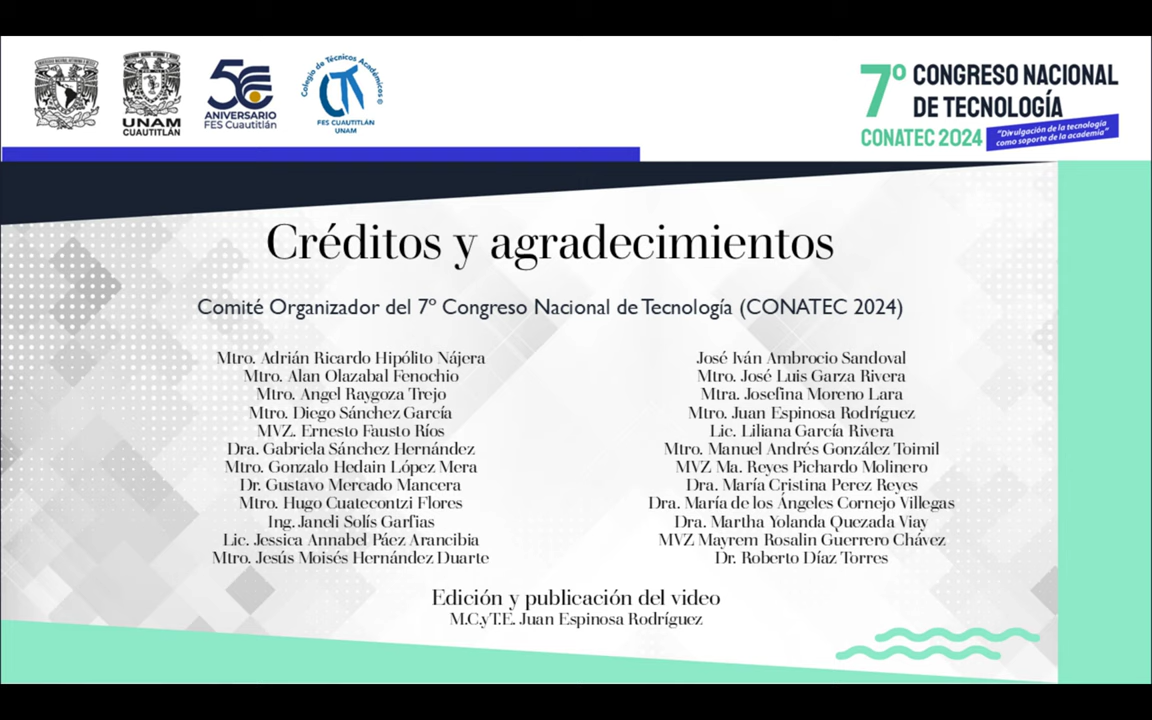 UNAM
CUAUTITLÁN
5
ANIVERSARIO
FES Cuautitlán
Colegio de Técnicos Académicos
FES CUAUTITLÁN
UNAM
7º CONGRESO NACIONAL
DE TECNOLOGÍA
CONATEC 2024
"Divulgación de la tecnología
como soporte de la academia"
Créditos y agradecimientos
Comité Organizador del 7º Congreso Nacional de Tecnología (CONATEC 2024)
Mtro. Adrián Ricardo Hipólito Nájera
Mtro. Alan Olazabal Fenochio
Mtro. Angel Raygoza Trejo
Mtro. Diego Sánchez García
MVZ. Ernesto Fausto Ríos
Dra. Gabriela Sánchez Hernández
Mtro. Gonzalo Hedain López Mera
Dr. Gustavo Mercado Mancera
Mtro. Hugo Cuatecontzi Flores
Ing. Janeli Solís Garfias
Lic. Jessica Annabel Páez Arancibia
Mtro. Jesús Moisés Hernández Duarte
José Iván Ambrocio Sandoval
Mtro. José Luis Garza Rivera
Mtra. Josefina Moreno Lara
Mtro. Juan Espinosa Rodríguez
Lic. Liliana García Rivera
Mtro. Manuel Andrés González Toimil
MVZ Ma. Reyes Pichardo Molinero
Dra. María Cristina Perez Reyes
Dra. María de los Ángeles Cornejo Villegas
Dra. Martha Yolanda Quezada Viay
MVZ Mayrem Rosalin Guerrero Chávez
Dr. Roberto Díaz Torres
Edición y publicación del video
M.C.yT.E. Juan Espinosa Rodríguez